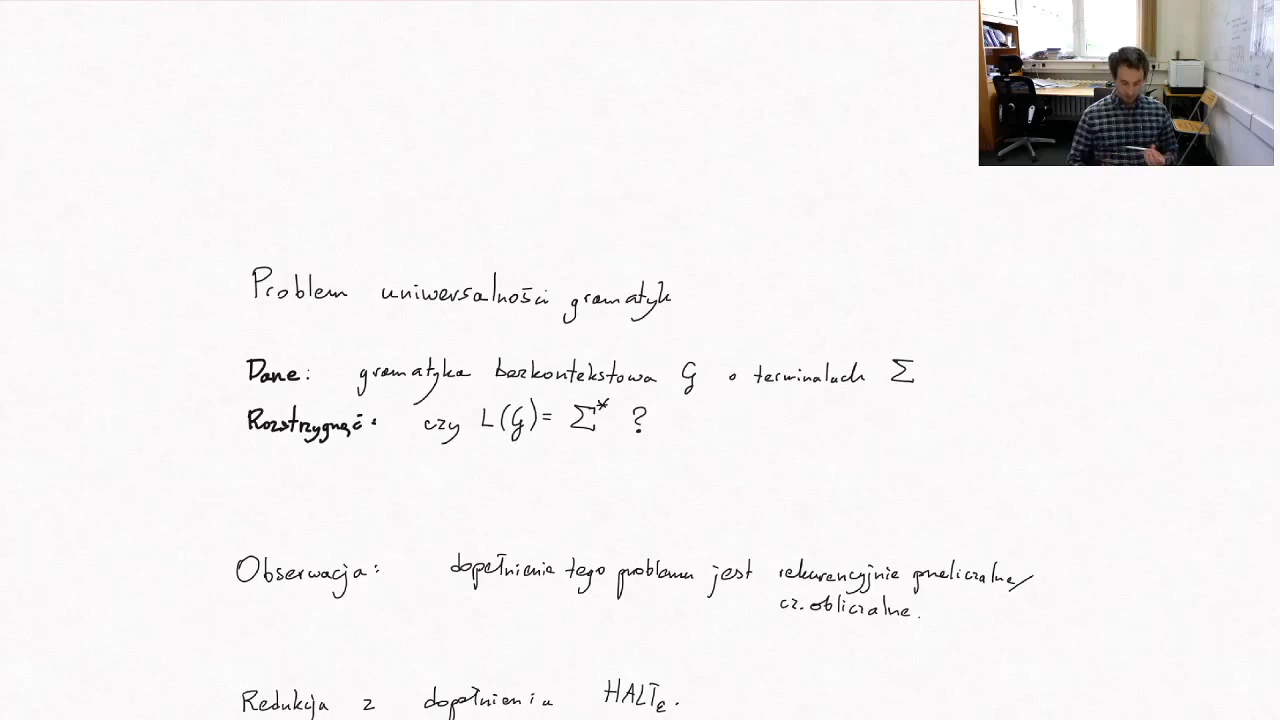 Problem uniwersalności gramatyk
Dane: gramatyka bezkontekstowa G o terminalach Σ
Rozstrzygnąć: czy L(G) = Σ* ?
Obserwacja: dopełnienie tego problemu jest rekurencyjnie przeliczalne/
cz. obliczalne.
Redukcja z dopełnienia HALTε.